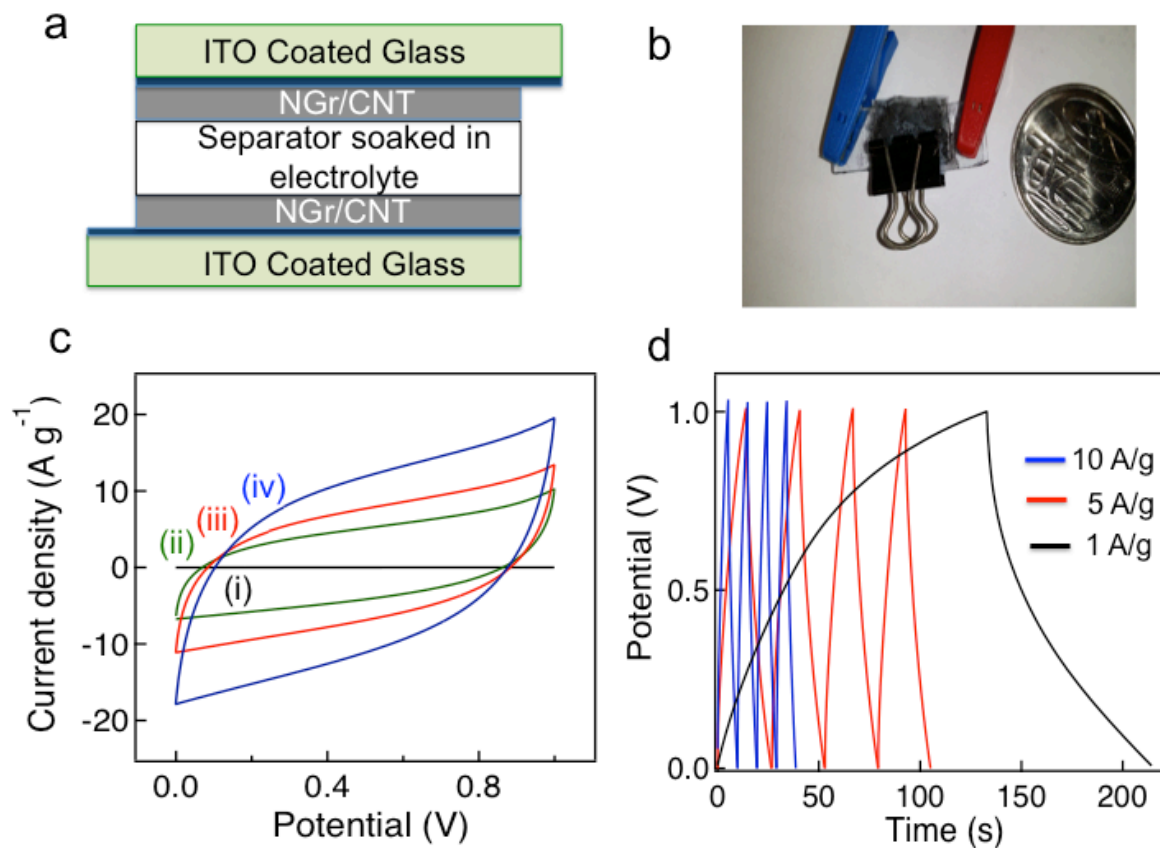 a
ITO Coated Glass
NGr/CNT
Separator soaked in
electrolyte
NGr/CNT
ITO Coated Glass
b
c
Current density (A g⁻¹)
20
10
0
-10
-20
(iv)
(iii)
(ii)
(i)
0.0
0.8
Potential (V)
d
Potential (V)
1.0
0.5
0.0
10 A/g
5 A/g
1 A/g
0
50
100
150
200
Time (s)